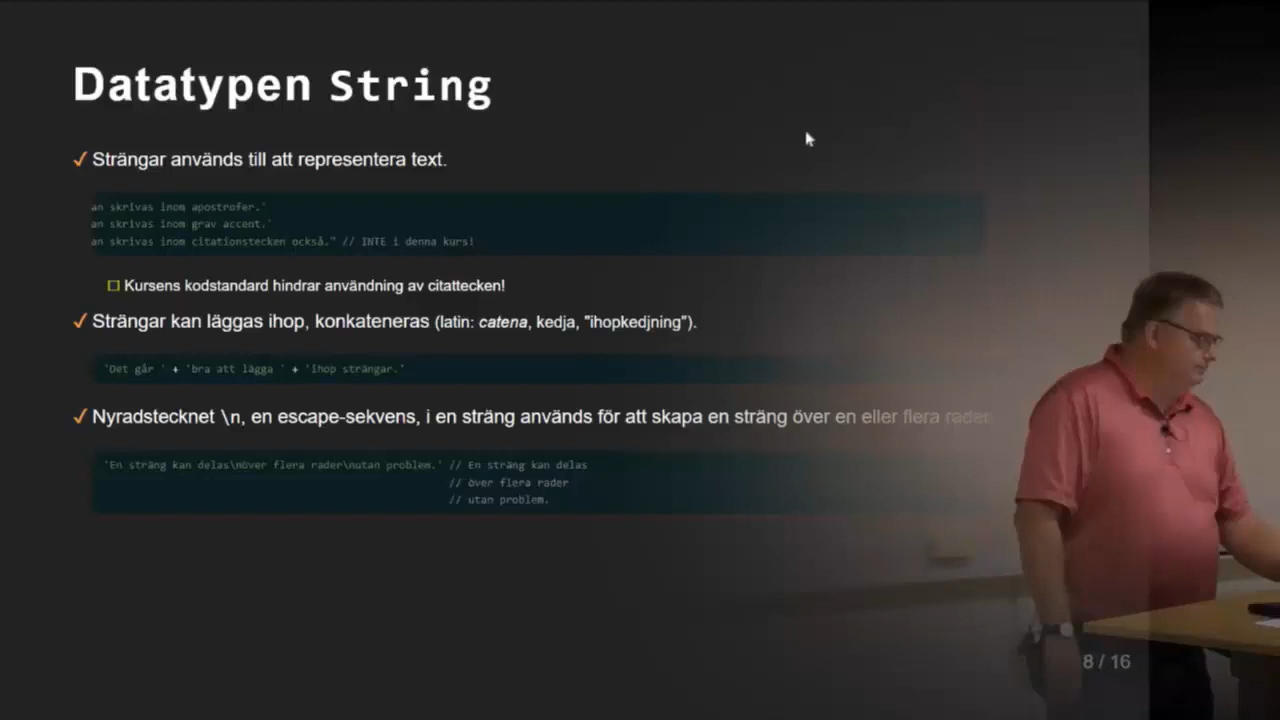 Datatypen String
✓ Strängar används till att representera text.
an skrivas inom apostrofer.'
an skrivas inom grav accent.`
an skrivas inom citationstecken också." // INTE i denna kurs!
☐ Kursens kodstandard hindrar användning av citattecken!
✓ Strängar kan läggas ihop, konkateneras (latin: catena, kedja, "ihopkedjning").
'Det går ' + 'bra att lägga ' + 'ihop strängar.'
✓ Nyradstecknet \n, en escape-sekvens, i en sträng används för att skapa en sträng över en eller flera rader
'En sträng kan delas\növer flera rader\nutan problem.' // En sträng kan delas
// över flera rader
// utan problem.
8 / 16